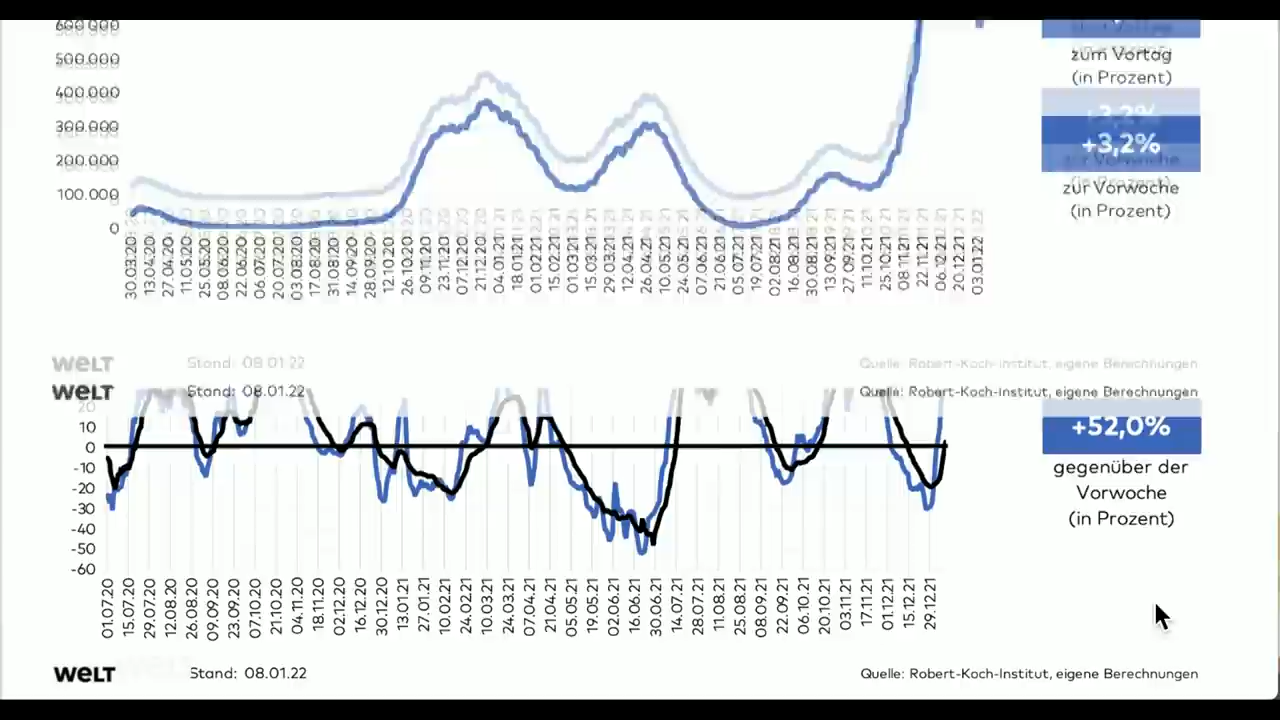 600.000
500.000
400.000
300.000
200.000
100.000
0
zum Vortag
(in Prozent)
+3,2%
+3,2%
zur Vorwoche
(in Prozent)
30.03.20 13.04.20 27.04.20 11.05.20 25.05.20 08.06.20 22.06.20 06.07.20 20.07.20 03.08.20 17.08.20 31.08.20 14.09.20 28.09.20 12.10.20 26.10.20 09.11.20 23.11.20 07.12.20 21.12.20 04.01.21 18.01.21 01.02.21 15.02.21 01.03.21 15.03.21 29.03.21 12.04.21 26.04.21 10.05.21 24.05.21 07.06.21 21.06.21 05.07.21 19.07.21 02.08.21 16.08.21 30.08.21 13.09.21 27.09.21 11.10.21 25.10.21 08.11.21 22.11.21 06.12.21 20.12.21 03.01.22
WELT Stand: 08.01.22 Quelle: Robert-Koch-Institut, eigene Berechnungen
WELT Stand: 08.01.22 Quelle: Robert-Koch-Institut, eigene Berechnungen
20
10
0
-10
-20
-30
-40
-50
-60
+52,0%
gegenüber der
Vorwoche
(in Prozent)
01.07.20 15.07.20 29.07.20 12.08.20 26.08.20 09.09.20 23.09.20 07.10.20 21.10.20 04.11.20 18.11.20 02.12.20 16.12.20 30.12.20 13.01.21 27.01.21 10.02.21 24.02.21 10.03.21 24.03.21 07.04.21 21.04.21 05.05.21 19.05.21 02.06.21 16.06.21 30.06.21 14.07.21 28.07.21 11.08.21 25.08.21 08.09.21 22.09.21 06.10.21 20.10.21 03.11.21 17.11.21 01.12.21 15.12.21 29.12.21
WELT Stand: 08.01.22 Quelle: Robert-Koch-Institut, eigene Berechnungen